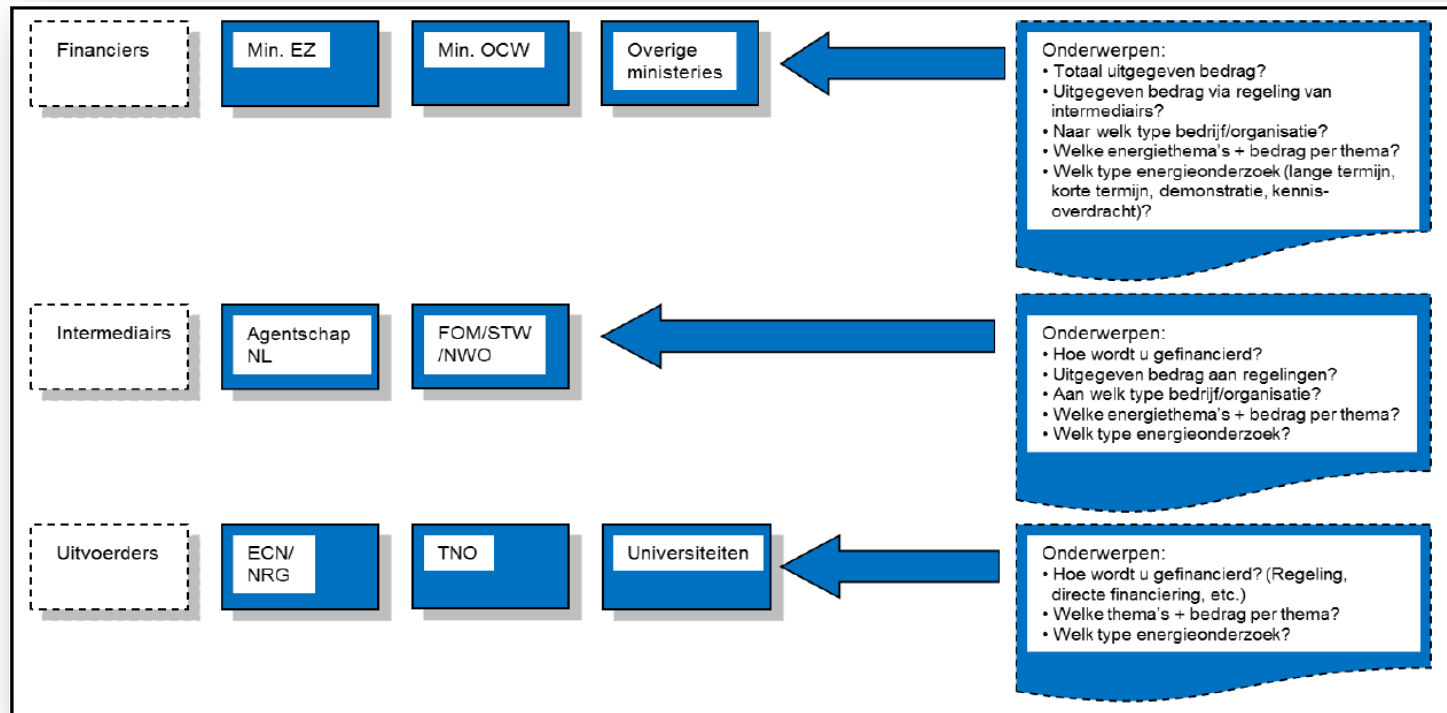 Financiers
Min. EZ
Min. OCW
Overige
ministeries
Onderwerpen:
• Totaal uitgegeven bedrag?
• Uitgegeven bedrag via regeling van
intermediairs?
• Naar welk type bedrijf/organisatie?
• Welke energiethema's + bedrag per thema?
• Welk type energieonderzoek (lange termijn,
korte termijn, demonstratie, kennis-
overdracht)?
Intermediairs
Agentschap
NL
FOM/STW
/NWO
Onderwerpen:
• Hoe wordt u gefinancierd?
• Uitgegeven bedrag aan regelingen?
• Aan welk type bedrijf/organisatie?
• Welke energiethema's + bedrag per thema?
• Welk type energieonderzoek?
Uitvoerders
ECN/
NRG
TNO
Universiteiten
Onderwerpen:
• Hoe wordt u gefinancierd? (Regeling,
directe financiering, etc.)
• Welke thema's + bedrag per thema?
• Welk type energieonderzoek?